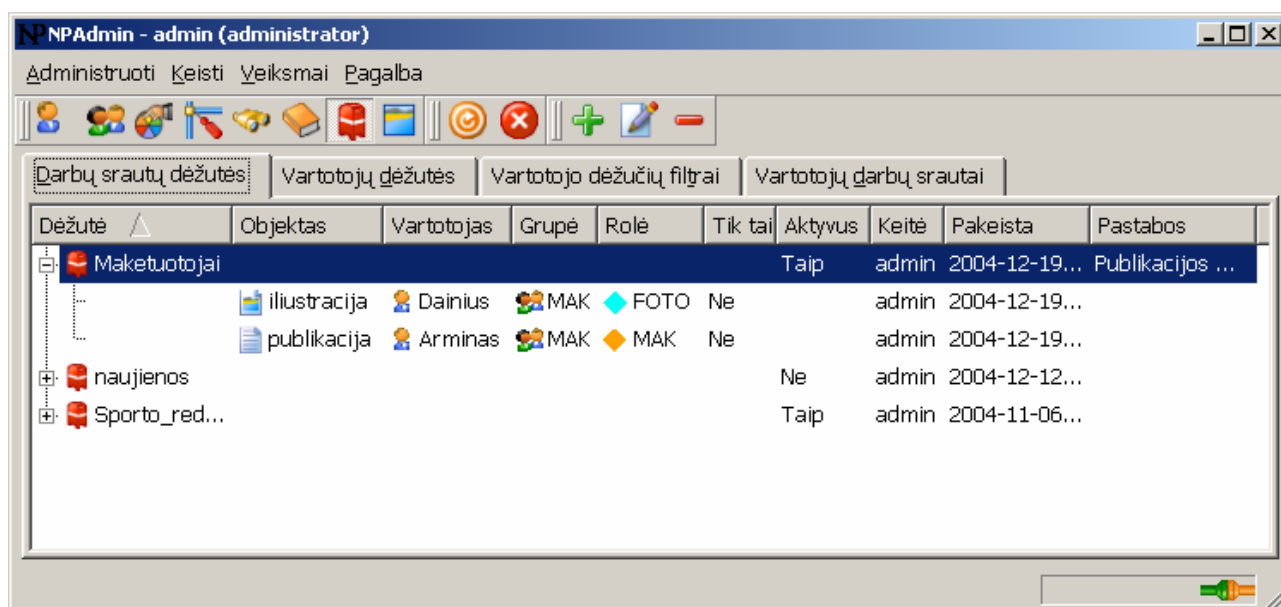 NPNPAdmin - admin (administrator)
Administruoti Keisti Veiksmai Pagalba
Darbų srautų dėžutės Vartotojų dėžutės Vartotojo dėžučių filtrai Vartotojų darbų srautai
Dėžutė Objektas Vartotojas Grupė Rolė Tik tai Aktyvus Keitė Pakeista Pastabos
Maketuotojai Taip admin 2004-12-19... Publikacijos ...
iliustracija Dainius MAK FOTO Ne admin 2004-12-19...
publikacija Arminas MAK MAK Ne admin 2004-12-19...
naujienos Ne admin 2004-12-12...
Sporto_red... Taip admin 2004-11-06...